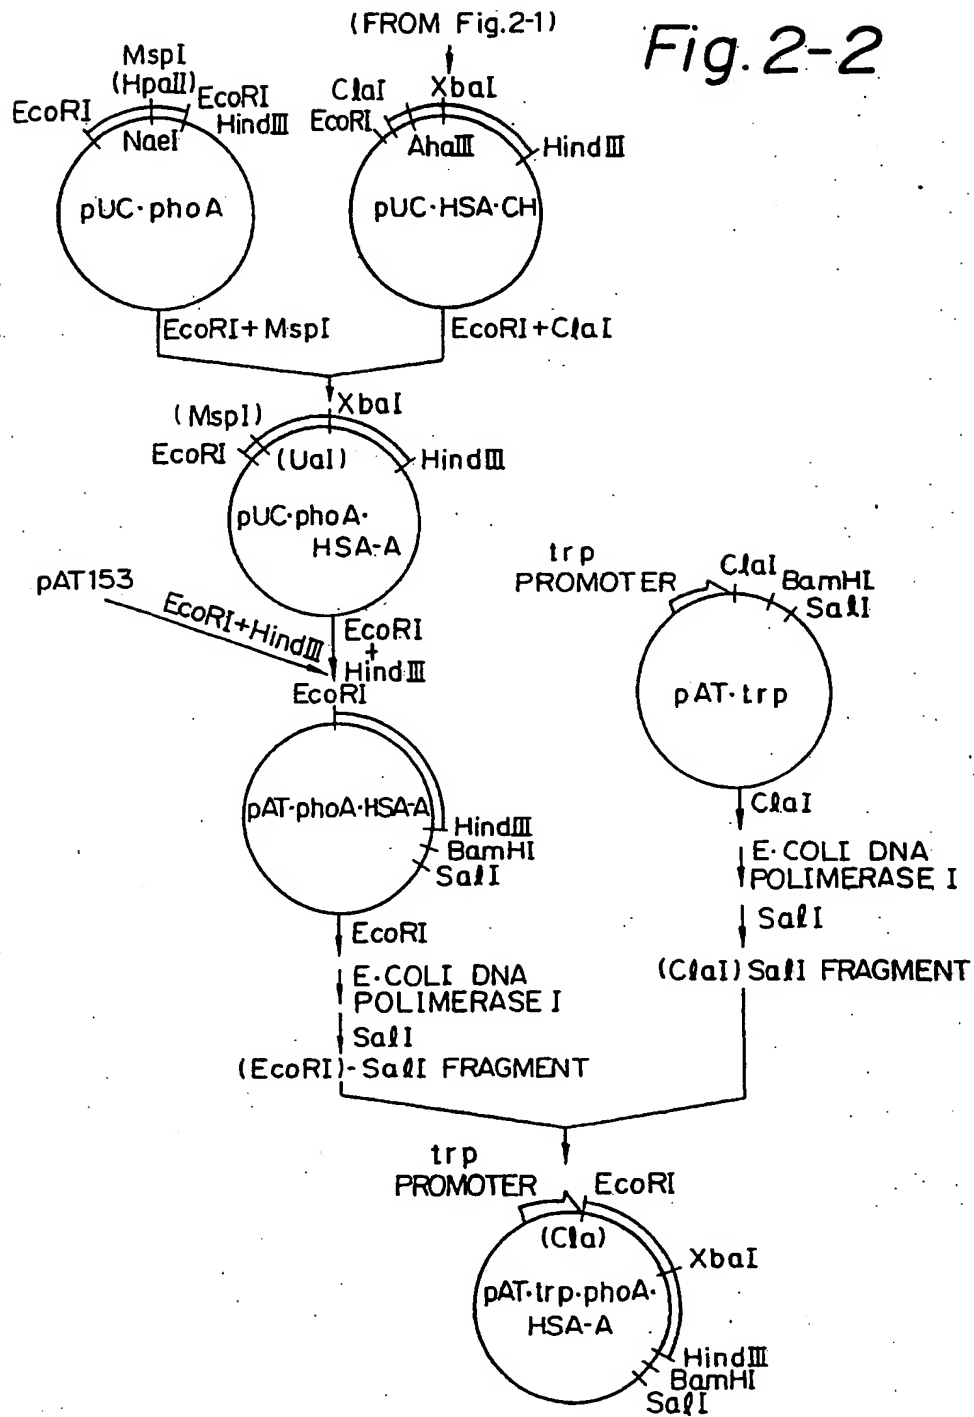 (FROM Fig.2-1)
Fig.2-2
MspI
(HpaII)
EcoRI
EcoRI
HindIII
NaeI
pUC·phoA
XbaI
ClaI
EcoRI
AhaIII
HindIII
pUC·HSA·CH
EcoRI+MspI
EcoRI+ClaI
XbaI
(MspI)
EcoRI
(UaI)
HindIII
pUC·phoA·
HSA-A
pAT153
EcoRI+HindIII
EcoRI
+
HindIII
EcoRI
pAT·phoA·HSA-A
HindIII
BamHI
SalI
EcoRI
E·COLI DNA
POLIMERASE I
SalI
(EcoRI)-SalI FRAGMENT
trp
PROMOTER
ClaI
BamHI
SalI
pAT·trp
ClaI
E·COLI DNA
POLIMERASE I
SalI
(ClaI) SalI FRAGMENT
trp
PROMOTER
EcoRI
(Cla)
XbaI
pAT·trp·phoA·
HSA-A
HindIII
BamHI
SalI